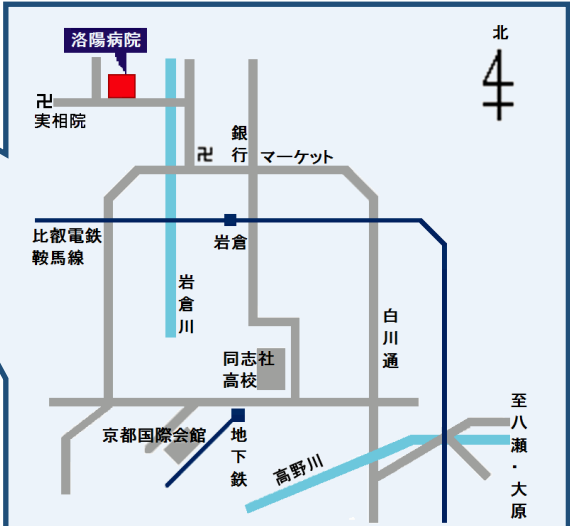 洛陽病院
北
卍
実相院
卍
銀行
マーケット
比叡電鉄
鞍馬線
岩倉
岩倉川
白川通
同志社
高校
京都国際会館
地下鉄
高野川
至八瀬・大原